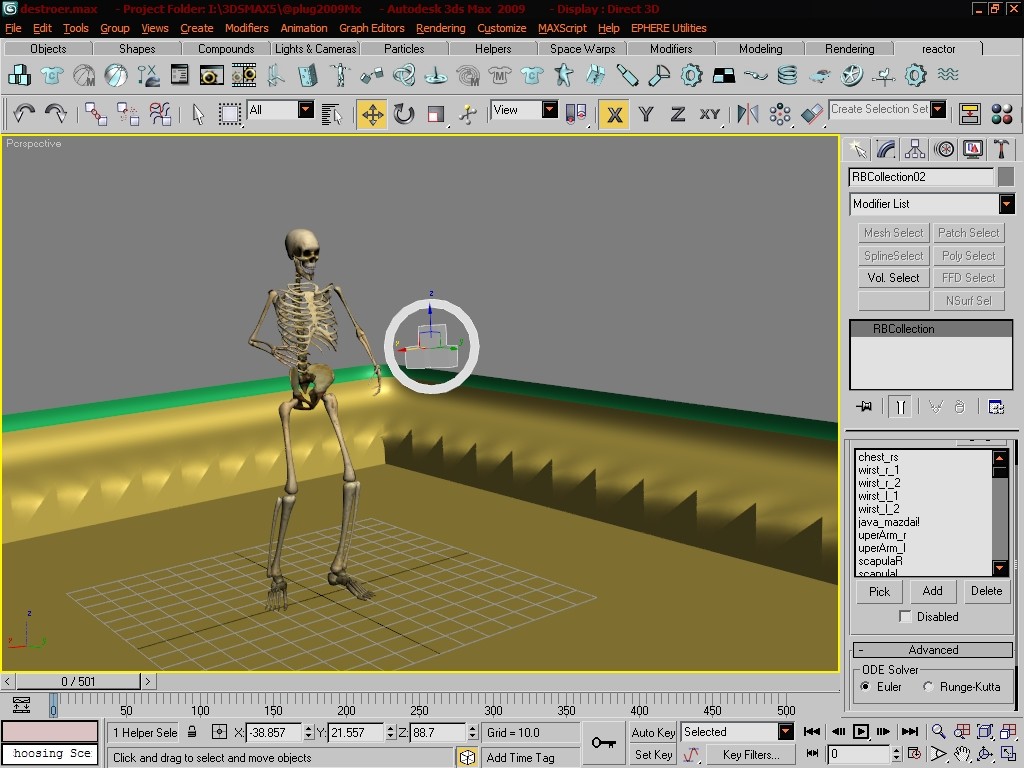 destroer.max - Project Folder: I:\3DSMAX5\@plug2009Mx - Autodesk 3ds Max 2009 - Display : Direct 3D
File Edit Tools Group Views Create Modifiers Animation Graph Editors Rendering Customize MAXScript Help EPHERE Utilities
Objects Shapes Compounds Lights & Cameras Particles Helpers Space Warps Modifiers Modeling Rendering reactor
All View X Y Z XY Create Selection Set
Perspective
RBCollection02
Modifier List
Mesh Select Patch Select
SplineSelect Poly Select
Vol. Select FFD Select
NSurf Sel
RBCollection
chest_rs
wirst_r_1
wirst_r_2
wirst_l_1
wirst_l_2
java_mazdai!
uperArm_r
uperArm_l
scapulaR
scapulaL
Pick Add Delete
Disabled
- Advanced
ODE Solver
Euler Runge-Kutta
z
y
x
z
y
< 0 / 501 >
0 50 100 150 200 250 300 350 400 450 500
1 Helper Sele X: -38.857 Y: 21.557 Z: 88.7 Grid = 10.0 Auto Key Selected
hoosing Sce Click and drag to select and move objects Add Time Tag Set Key Key Filters... 0